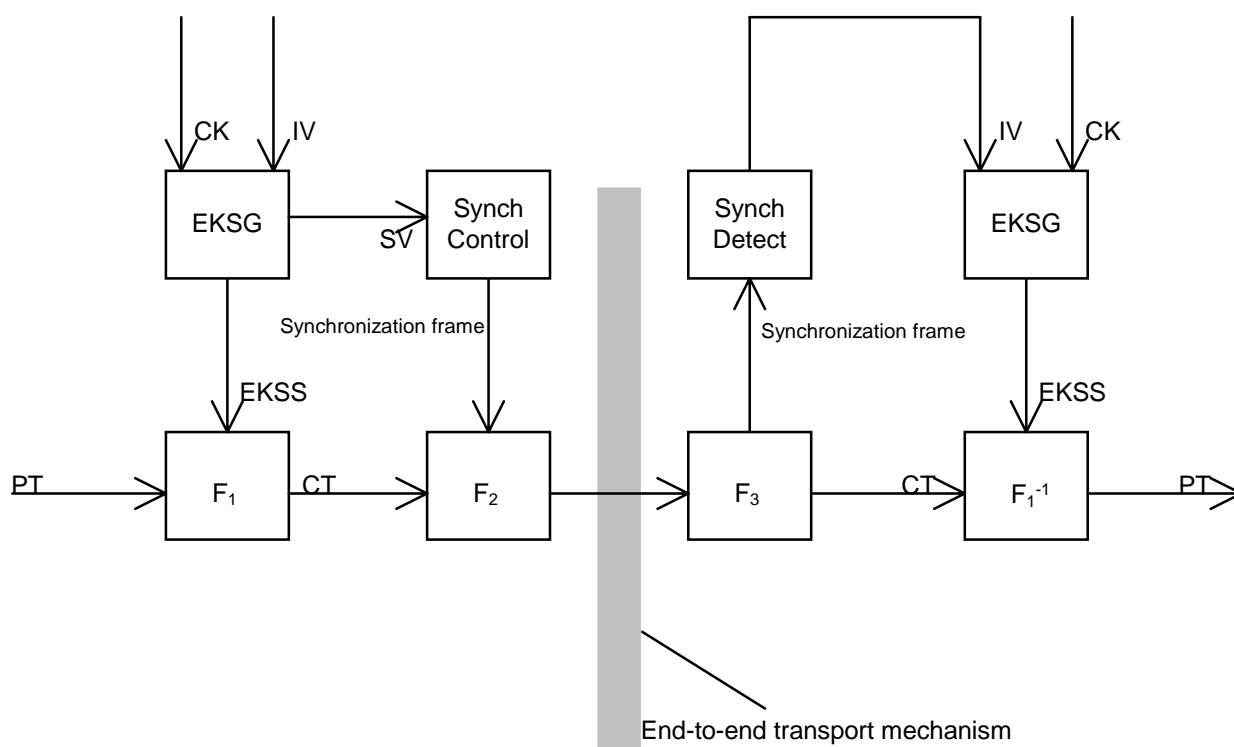 CK
IV
IV
CK
EKSG
SV
Synch
Control
Synch
Detect
EKSG
Synchronization frame
Synchronization frame
EKSS
EKSS
PT
F₁
CT
F₂
F₃
CT
F₁⁻¹
PT
End-to-end transport mechanism